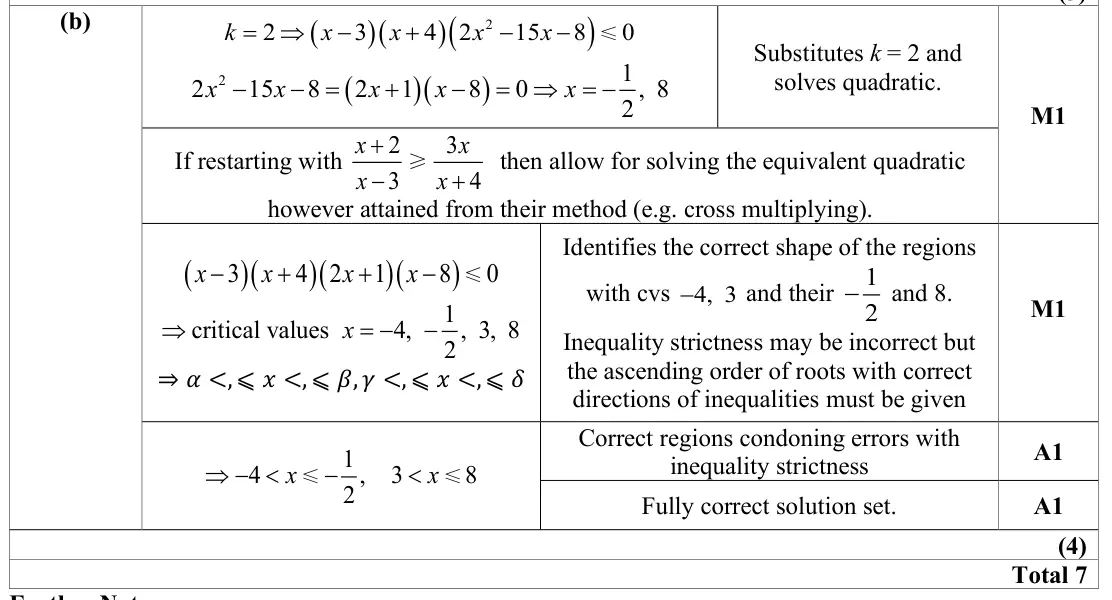 (b)
k = 2 ⇒ (x−3)(x+4)(2x² −15x −8) ⩽ 0
2x² −15x −8 = (2x+1)(x−8) = 0 ⇒ x = −1/2, 8
Substitutes k = 2 and
solves quadratic.
M1
If restarting with (x+2)/(x−3) ⩾ 3x/(x+4) then allow for solving the equivalent quadratic
however attained from their method (e.g. cross multiplying).
(x−3)(x+4)(2x+1)(x−8) ⩽ 0
⇒ critical values x = −4, −1/2, 3, 8
⇒ α <,⩽ x <,⩽ β, γ <,⩽ x <,⩽ δ
Identifies the correct shape of the regions
with cvs –4, 3 and their −1/2 and 8.
Inequality strictness may be incorrect but
the ascending order of roots with correct
directions of inequalities must be given
M1
⇒ −4 < x ⩽ −1/2, 3 < x ⩽ 8
Correct regions condoning errors with
inequality strictness
A1
Fully correct solution set.
A1
(4)
Total 7